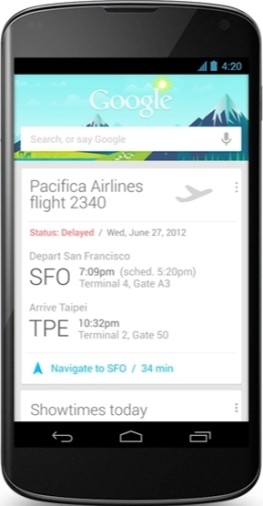 4:20
Google
Search, or say Google
Pacifica Airlines
flight 2340
Status: Delayed / Wed, June 27, 2012
Depart San Francisco
SFO 7:09pm (sched. 5:20pm)
Terminal 4, Gate A3
Arrive Taipei
TPE 10:32pm
Terminal 2, Gate 50
Navigate to SFO / 34 min
Showtimes today